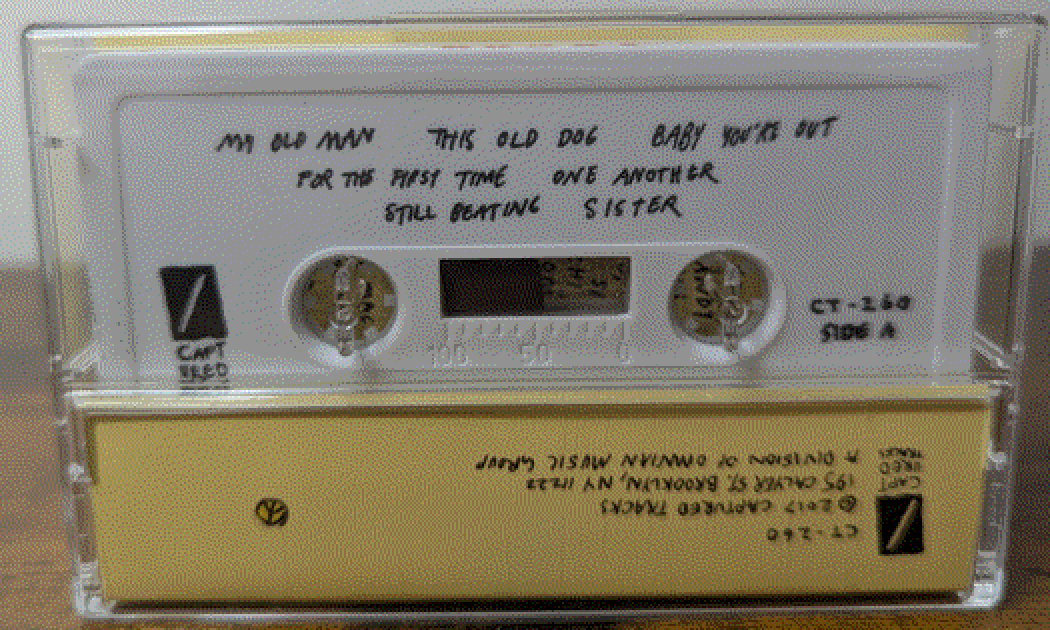 MY OLD MAN THIS OLD DOG BABY YOU'RE OUT
FOR THE FIRST TIME ONE ANOTHER
STILL BEATING SISTER
CAPT
URED
CT-260
SIDE A
100 50 0
CT-260
© 2017 CAPTURED TRACKS
195 CALYER ST, BROOKLYN, NY 11222
A DIVISION OF OMNIAN MUSIC GROUP
CAPT
URED
TRACKS